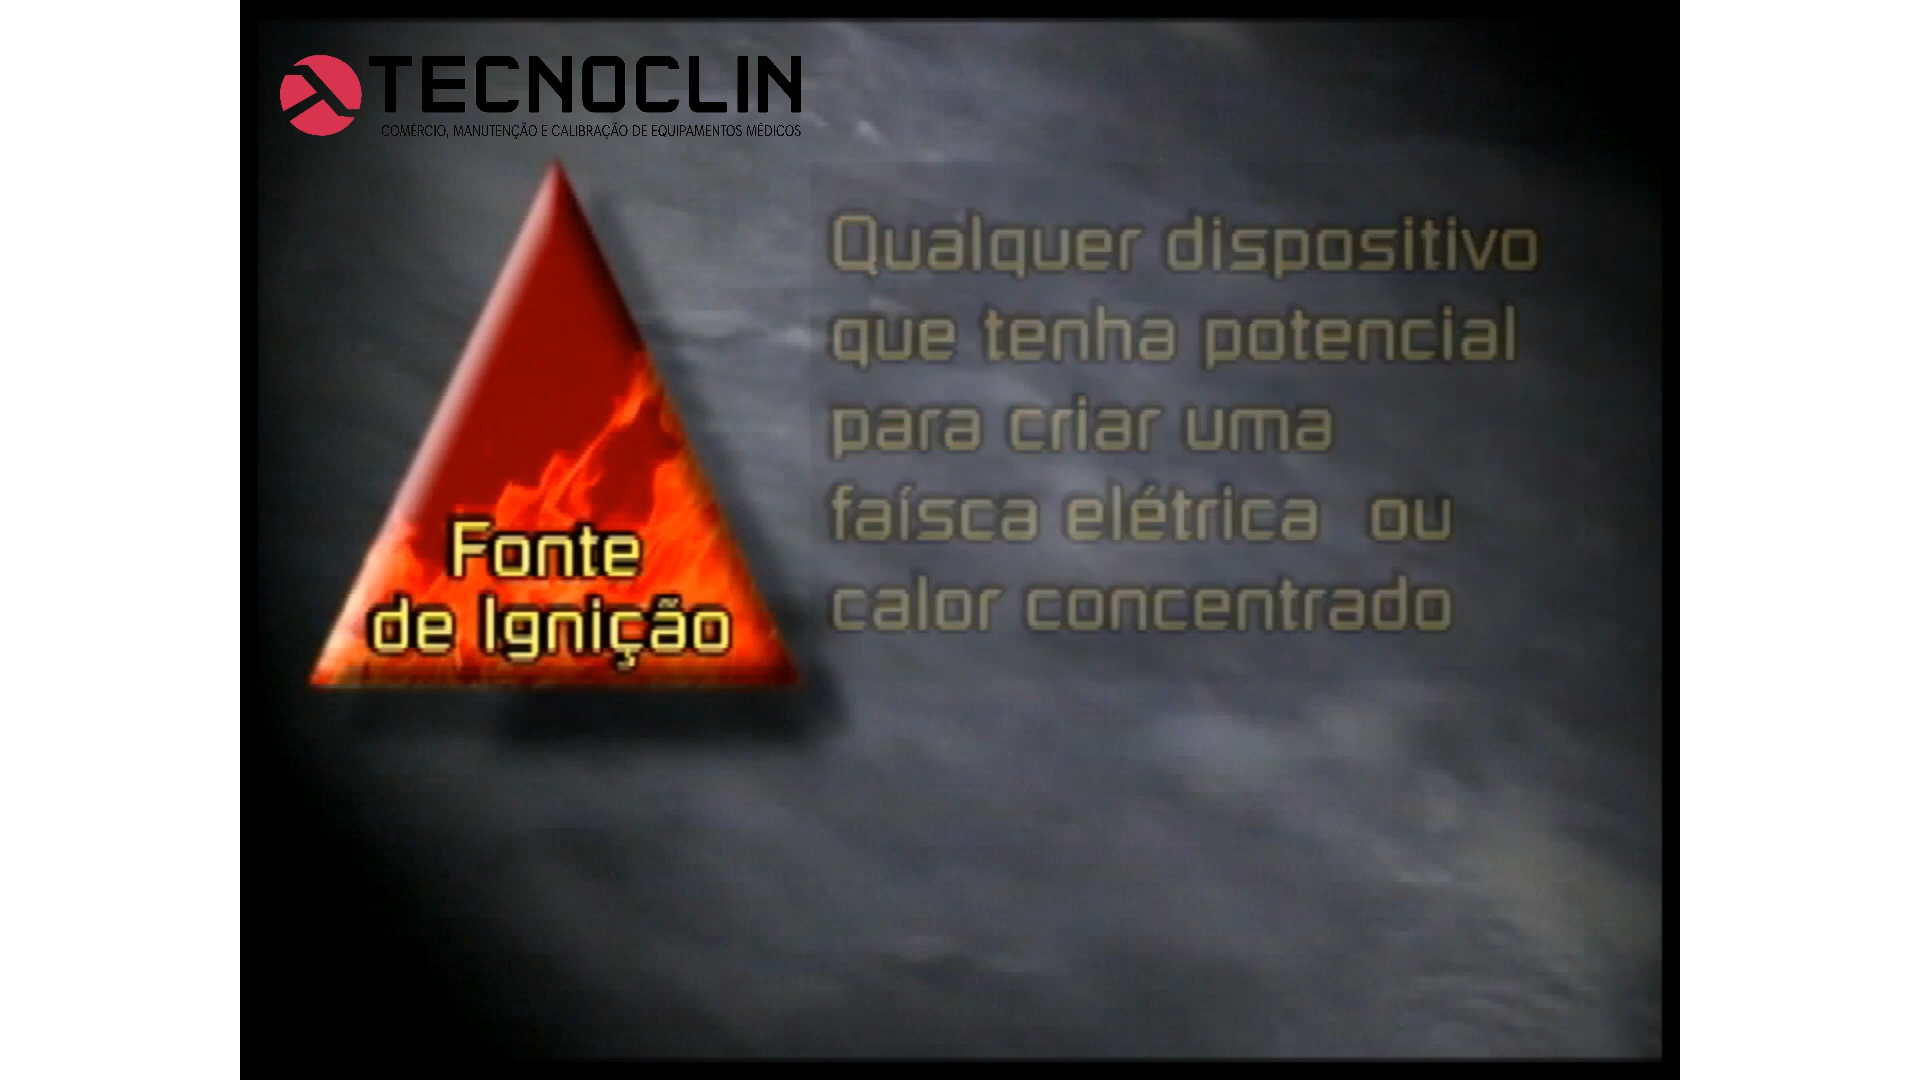 TECNOCLIN
COMÉRCIO, MANUTENÇÃO E CALIBRAÇÃO DE EQUIPAMENTOS MÉDICOS
Fonte
de Ignição
Qualquer dispositivo
que tenha potencial
para criar uma
faísca elétrica ou
calor concentrado